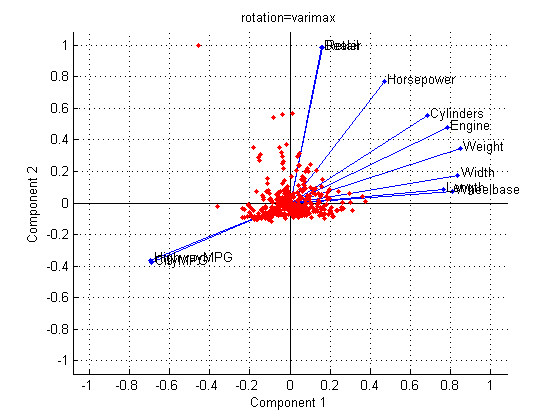 rotation=varimax
1
0.8
0.6
0.4
0.2
0
-0.2
-0.4
-0.6
-0.8
-1
Component 2
Horsepower
Cylinders
Engine
Weight
Width
Wheelbase
-1
-0.8
-0.6
-0.4
-0.2
0
0.2
0.4
0.6
0.8
1
Component 1